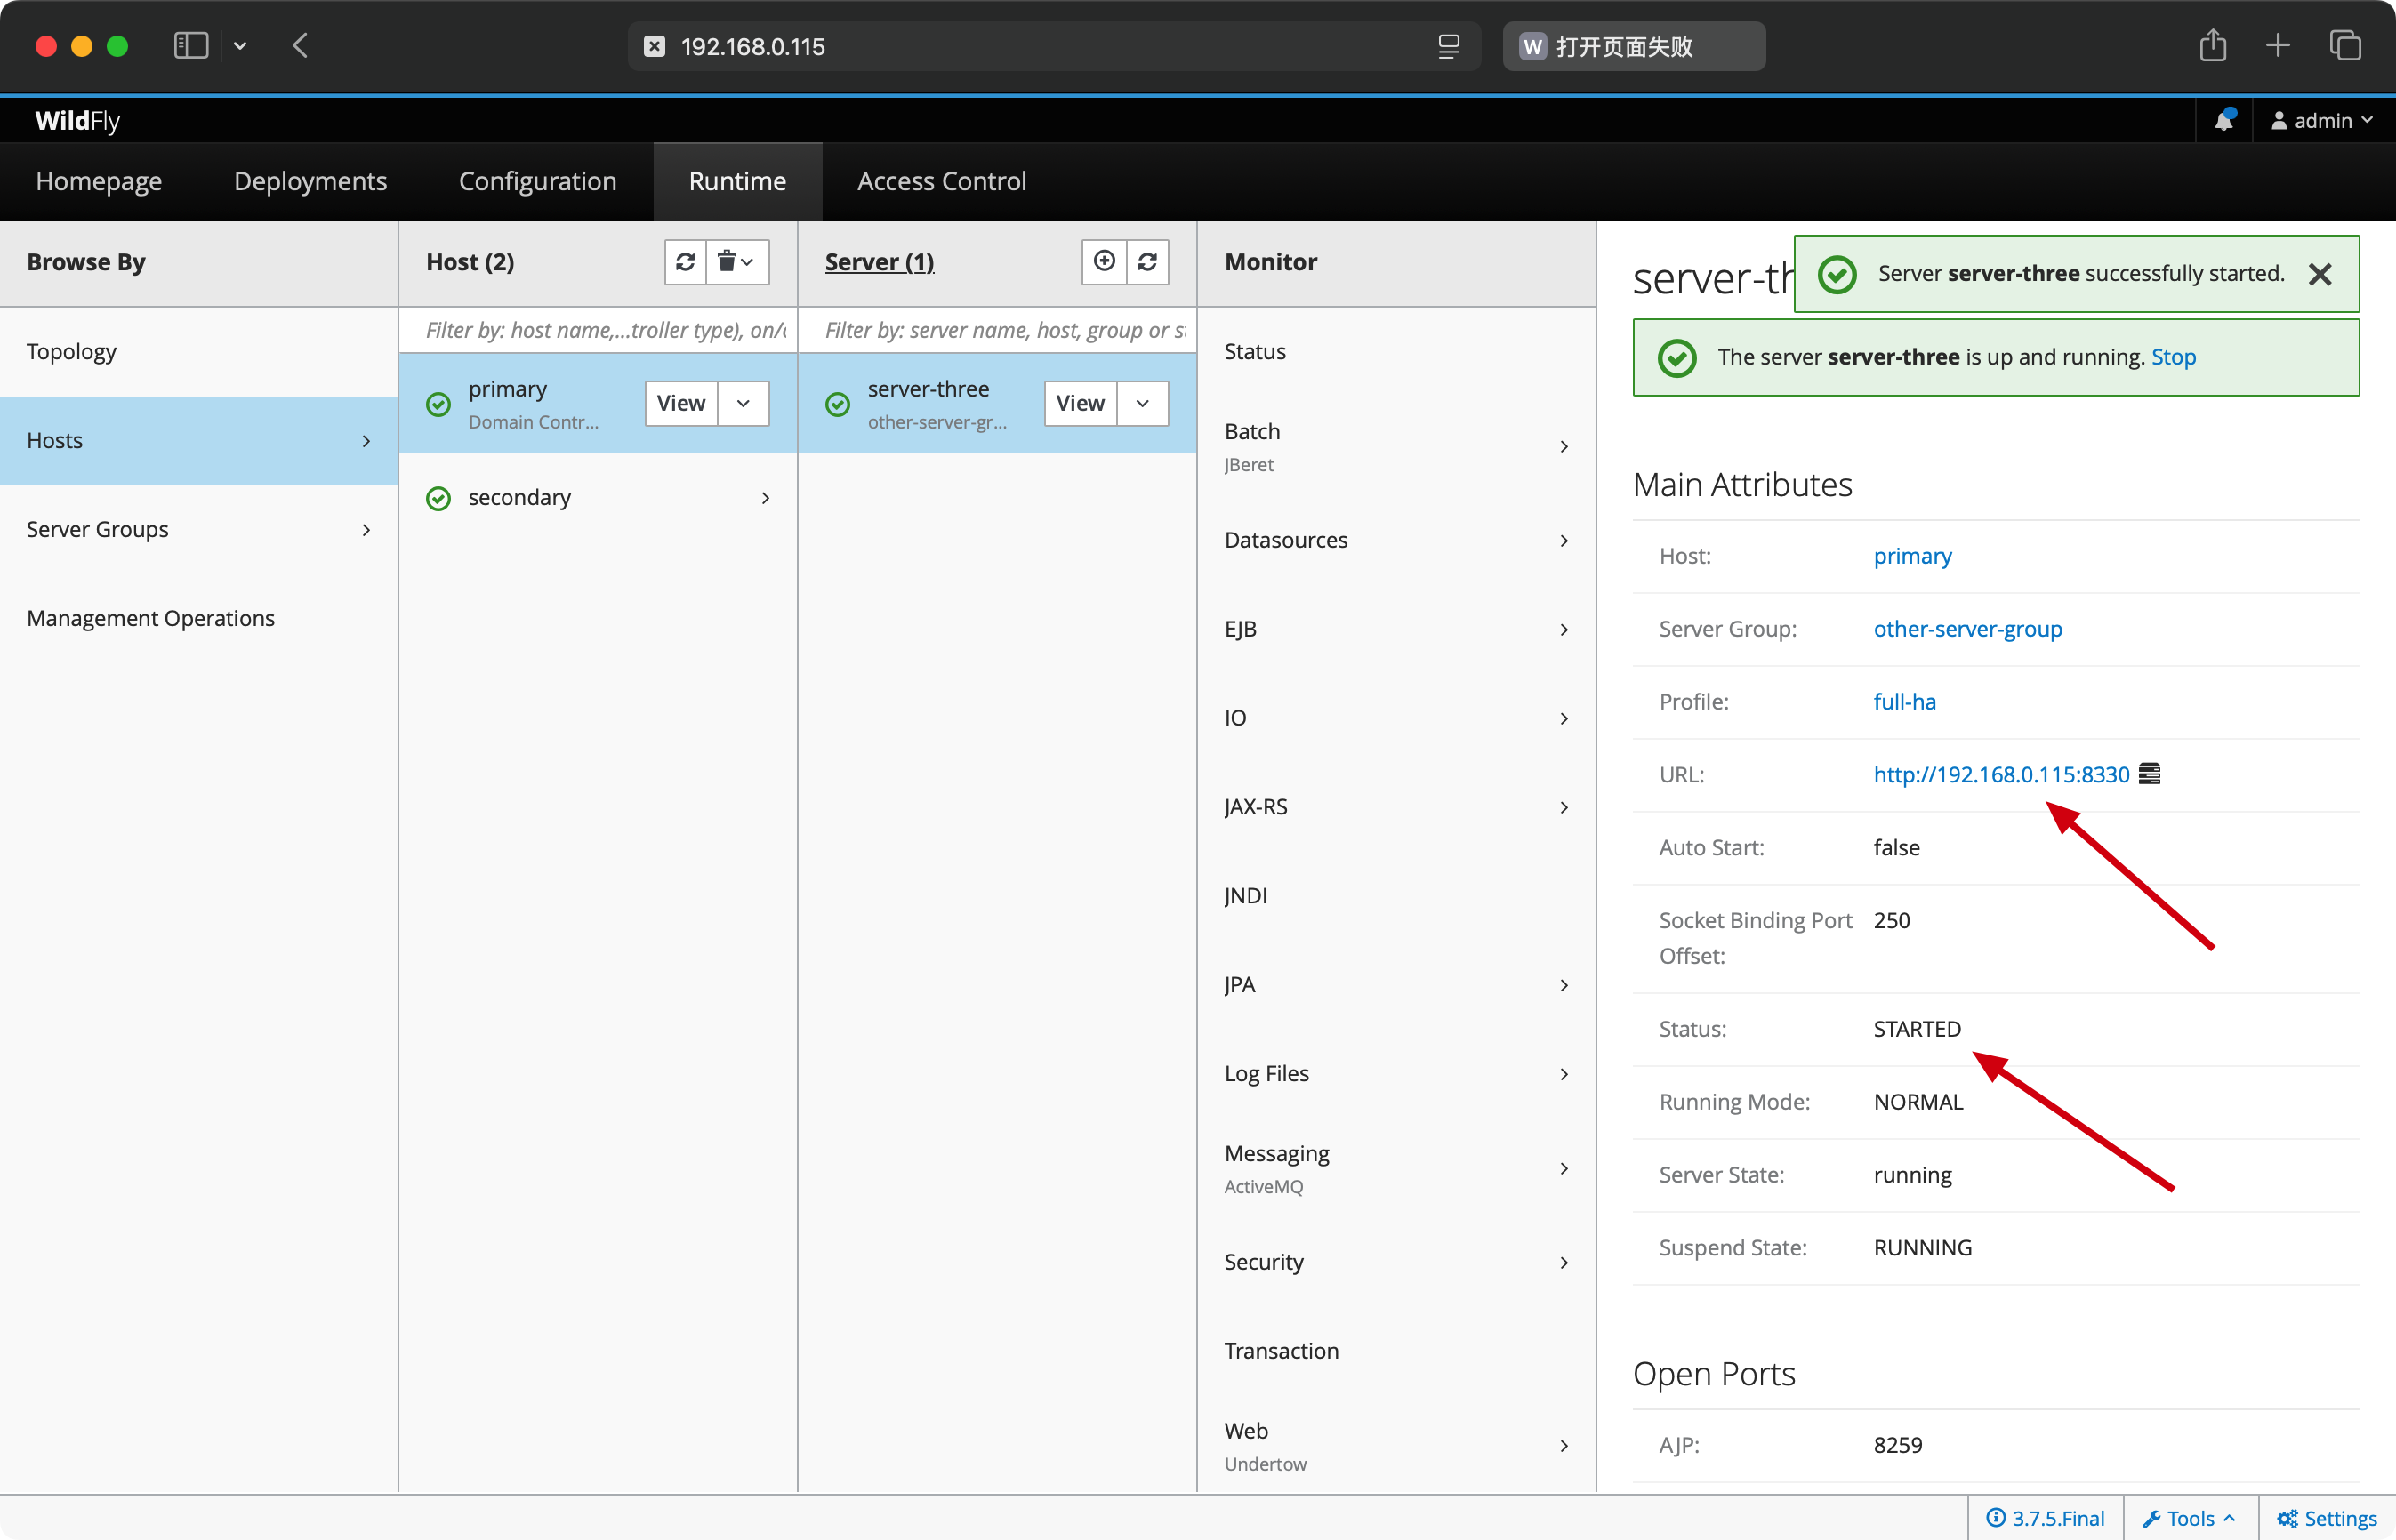 192.168.0.115
W 打开页面失败
WildFly
admin
Homepage
Deployments
Configuration
Runtime
Access Control
Browse By
Topology
Hosts
Server Groups
Management Operations
Host (2)
Filter by: host name,...troller type), on/
primary
Domain Contr...
View
secondary
Server (1)
Filter by: server name, host, group or
server-three
other-server-gr...
View
Monitor
Status
Batch
JBeret
Datasources
EJB
IO
JAX-RS
JNDI
JPA
Log Files
Messaging
ActiveMQ
Security
Transaction
Web
Undertow
server-th
Server server-three successfully started.
The server server-three is up and running. Stop
Main Attributes
Host: primary
Server Group: other-server-group
Profile: full-ha
URL: http://192.168.0.115:8330
Auto Start: false
Socket Binding Port 250
Offset:
Status: STARTED
Running Mode: NORMAL
Server State: running
Suspend State: RUNNING
Open Ports
AJP: 8259
3.7.5.Final
Tools
Settings